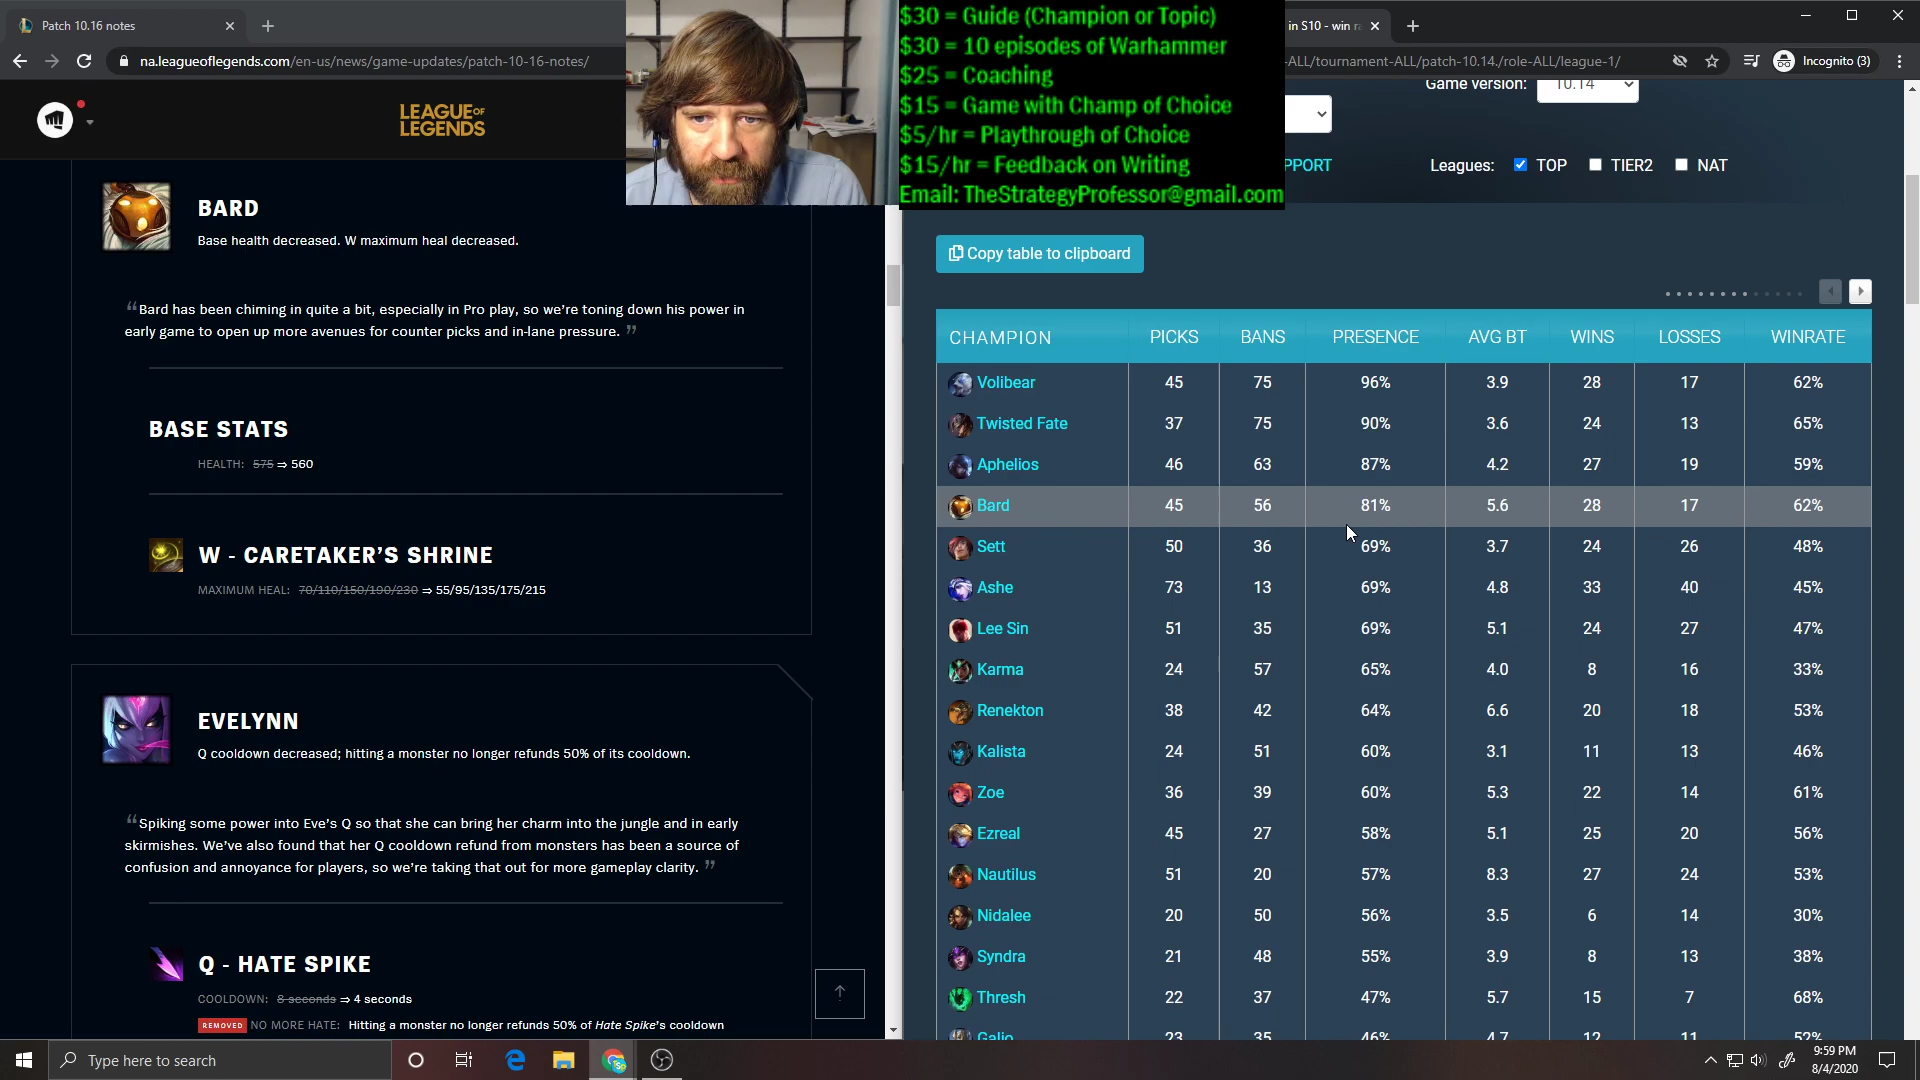 Patch 10.16 notes
in S10 - win r
na.leagueoflegends.com/en-us/news/game-updates/patch-10-16-notes/
-ALL/tournament-ALL/patch-10.14./role-ALL/league-1/
Incognito (3)
$30 = Guide (Champion or Topic)
$30 = 10 episodes of Warhammer
$25 = Coaching
$15 = Game with Champ of Choice
$5/hr = Playthrough of Choice
$15/hr = Feedback on Writing
Email: TheStrategyProfessor@gmail.com
LEAGUE OF
LEGENDS
BARD
Base health decreased. W maximum heal decreased.
“Bard has been chiming in quite a bit, especially in Pro play, so we’re toning down his power in
early game to open up more avenues for counter picks and in-lane pressure. ”
BASE STATS
HEALTH: 575 ⇒ 560
W - CARETAKER’S SHRINE
MAXIMUM HEAL: 70/110/150/190/230 ⇒ 55/95/135/175/215
EVELYNN
Q cooldown decreased; hitting a monster no longer refunds 50% of its cooldown.
“Spiking some power into Eve’s Q so that she can bring her charm into the jungle and in early
skirmishes. We’ve also found that her Q cooldown refund from monsters has been a source of
confusion and annoyance for players, so we’re taking that out for more gameplay clarity. ”
Q - HATE SPIKE
COOLDOWN: 8 seconds ⇒ 4 seconds
REMOVED NO MORE HATE: Hitting a monster no longer refunds 50% of Hate Spike's cooldown
Game version: 10.14
PPORT
Leagues: TOP TIER2 NAT
Copy table to clipboard
CHAMPION PICKS BANS PRESENCE AVG BT WINS LOSSES WINRATE
Volibear 45 75 96% 3.9 28 17 62%
Twisted Fate 37 75 90% 3.6 24 13 65%
Aphelios 46 63 87% 4.2 27 19 59%
Bard 45 56 81% 5.6 28 17 62%
Sett 50 36 69% 3.7 24 26 48%
Ashe 73 13 69% 4.8 33 40 45%
Lee Sin 51 35 69% 5.1 24 27 47%
Karma 24 57 65% 4.0 8 16 33%
Renekton 38 42 64% 6.6 20 18 53%
Kalista 24 51 60% 3.1 11 13 46%
Zoe 36 39 60% 5.3 22 14 61%
Ezreal 45 27 58% 5.1 25 20 56%
Nautilus 51 20 57% 8.3 27 24 53%
Nidalee 20 50 56% 3.5 6 14 30%
Syndra 21 48 55% 3.9 8 13 38%
Thresh 22 37 47% 5.7 15 7 68%
Galio 23 35 46% 4.7 12 11 52%
Type here to search
9:59 PM
8/4/2020